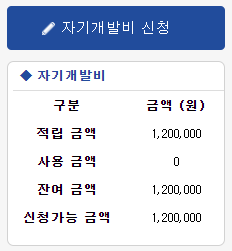 자기개발비 신청
◆ 자기개발비
구분 금액 (원)
적립 금액 1,200,000
사용 금액 0
잔여 금액 1,200,000
신청가능 금액 1,200,000